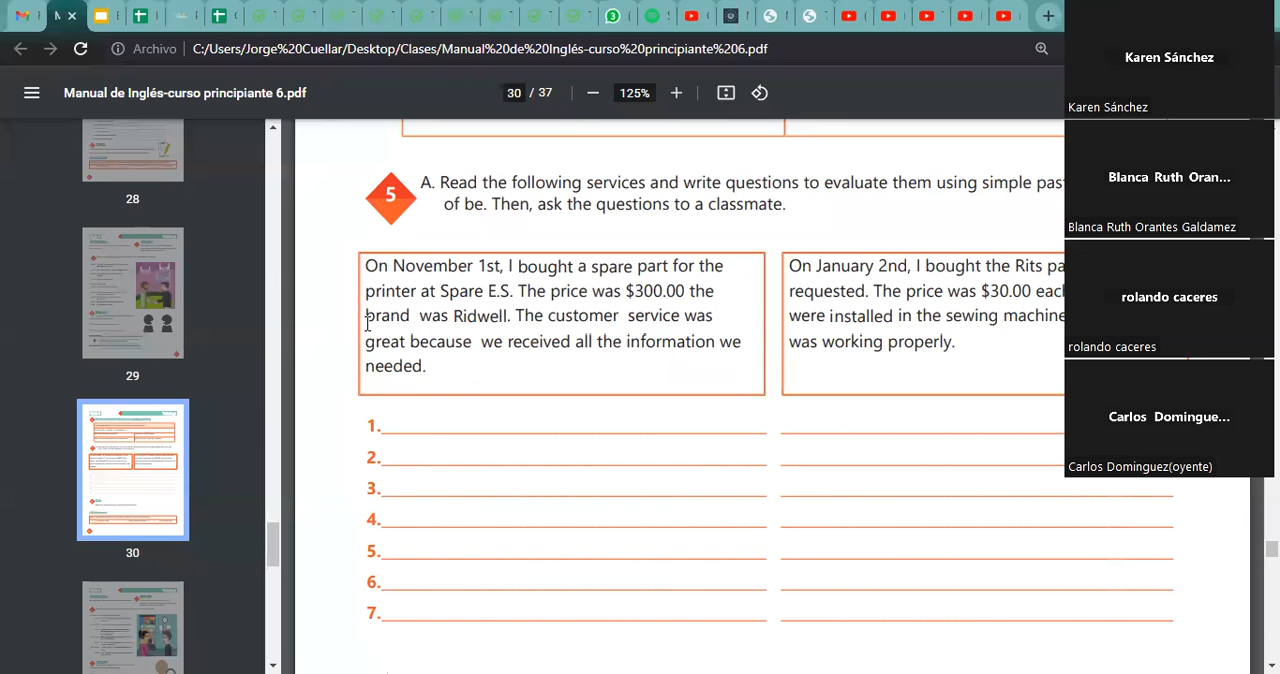 Archivo C:/Users/Jorge%20Cuellar/Desktop/Clases/Manual%20de%20Inglés-curso%20principiante%206.pdf
Manual de Inglés-curso principiante 6.pdf
30 / 37
125%
28
29
30
5
A. Read the following services and write questions to evaluate them using simple pas
of be. Then, ask the questions to a classmate.
On November 1st, I bought a spare part for the
printer at Spare E.S. The price was $300.00 the
brand was Ridwell. The customer service was
great because we received all the information we
needed.
On January 2nd, I bought the Rits pa
requested. The price was $30.00 eac
were installed in the sewing machine
was working properly.
1.
2.
3.
4.
5.
6.
7.
Karen Sánchez
Karen Sánchez
Blanca Ruth Oran...
Blanca Ruth Orantes Galdamez
rolando caceres
rolando caceres
Carlos Domingue...
Carlos Dominguez(oyente)